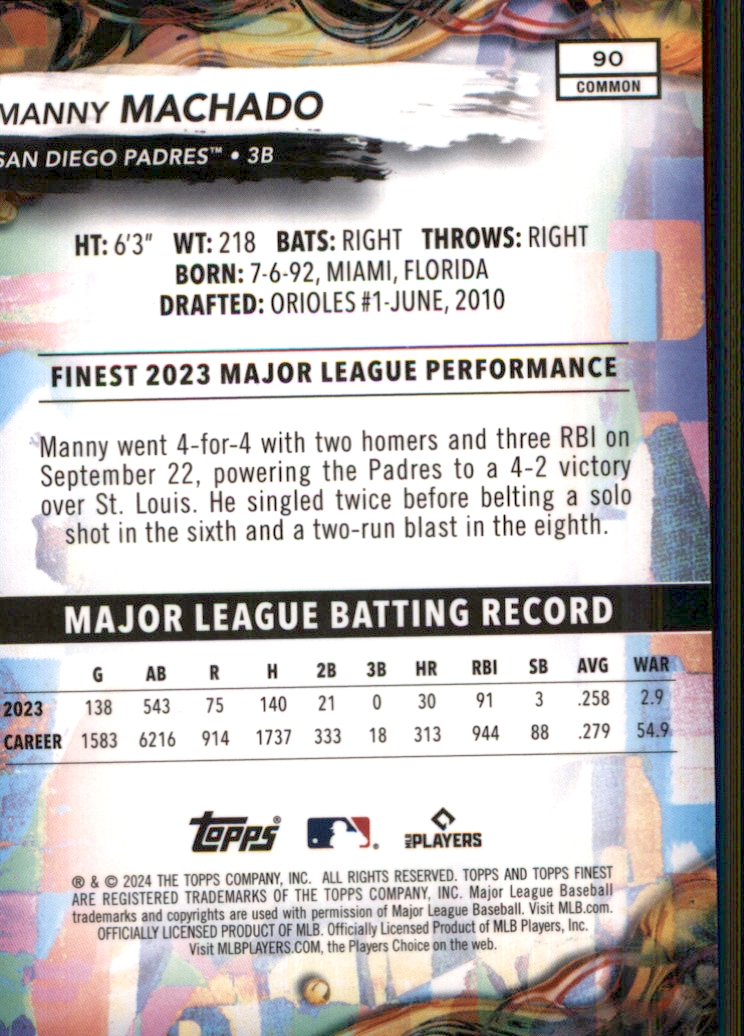 90
COMMON
MANNY MACHADO
SAN DIEGO PADRES™ • 3B
HT: 6'3" WT: 218 BATS: RIGHT THROWS: RIGHT
BORN: 7-6-92, MIAMI, FLORIDA
DRAFTED: ORIOLES #1-JUNE, 2010
FINEST 2023 MAJOR LEAGUE PERFORMANCE
Manny went 4-for-4 with two homers and three RBI on
September 22, powering the Padres to a 4-2 victory
over St. Louis. He singled twice before belting a solo
shot in the sixth and a two-run blast in the eighth.
MAJOR LEAGUE BATTING RECORD
G AB R H 2B 3B HR RBI SB AVG WAR
2023 138 543 75 140 21 0 30 91 3 .258 2.9
CAREER 1583 6216 914 1737 333 18 313 944 88 .279 54.9
Topps® MLB PLAYERS
® & © 2024 THE TOPPS COMPANY, INC. ALL RIGHTS RESERVED. TOPPS AND TOPPS FINEST
ARE REGISTERED TRADEMARKS OF THE TOPPS COMPANY, INC. Major League Baseball
trademarks and copyrights are used with permission of Major League Baseball. Visit MLB.com.
OFFICIALLY LICENSED PRODUCT OF MLB. Officially Licensed Product of MLB Players, Inc.
Visit MLBPLAYERS.COM, the Players Choice on the web.